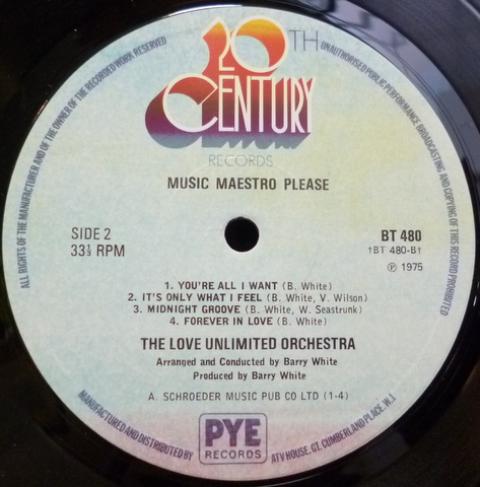 20TH
CENTURY
RECORDS
MUSIC MAESTRO PLEASE
SIDE 2
33⅓ RPM
BT 480
†BT 480-B†
℗ 1975
1. YOU'RE ALL I WANT (B. White)
2. IT'S ONLY WHAT I FEEL (B. White, V. Wilson)
3. MIDNIGHT GROOVE (B. White, W. Seastrunk)
4. FOREVER IN LOVE (B. White)
THE LOVE UNLIMITED ORCHESTRA
Arranged and Conducted by Barry White
Produced by Barry White
A. SCHROEDER MUSIC PUB CO LTD (1-4)
PYE
RECORDS
ALL RIGHTS OF THE MANUFACTURER AND OF THE OWNER OF THE RECORDED WORK RESERVED
UNAUTHORISED PUBLIC PERFORMANCE BROADCASTING AND COPYING OF THIS RECORD PROHIBITED
MANUFACTURED AND DISTRIBUTED BY
ATV HOUSE, GT. CUMBERLAND PLACE, W.I.